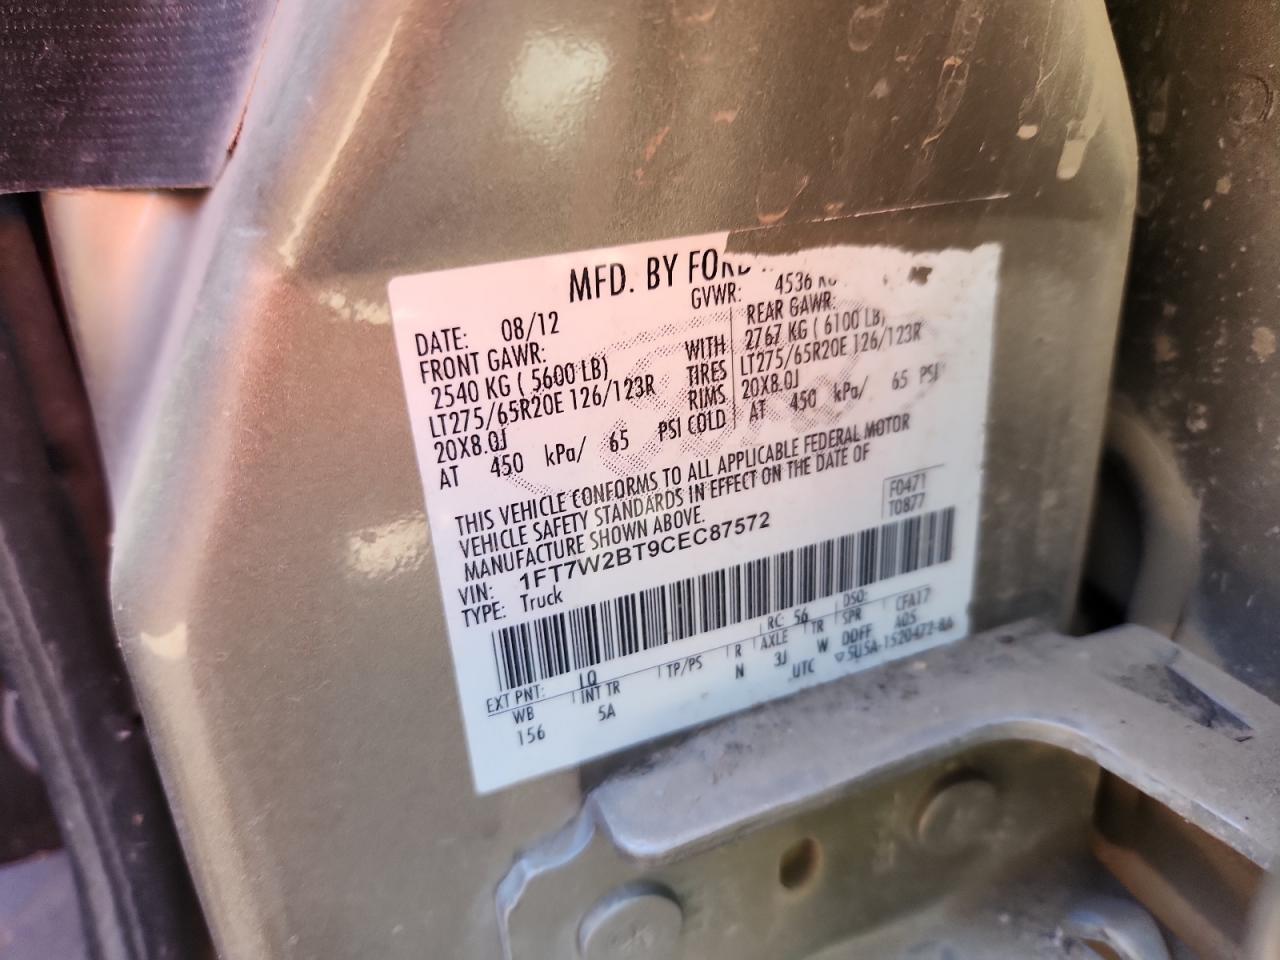 MFD. BY FORD
DATE: 08/12 GVWR: 4536 KG
FRONT GAWR: REAR GAWR:
2540 KG ( 5600 LB) WITH 2767 KG ( 6100 LB)
LT275/65R20E 126/123R TIRES LT275/65R20E 126/123R
20X8.0J RIMS 20X8.0J
AT 450 kPa/ 65 PSI COLD AT 450 kPa/ 65 PSI
THIS VEHICLE CONFORMS TO ALL APPLICABLE FEDERAL MOTOR
VEHICLE SAFETY STANDARDS IN EFFECT ON THE DATE OF
MANUFACTURE SHOWN ABOVE.
F0471
T0877
VIN: 1FT7W2BT9CEC87572
TYPE: Truck
EXT PNT: LQ RC: 56 DSO:
WB INT TR TP/PS R AXLE TR SPR CFA17
156 5A N 3J W DDFF A05
UTC ▽5U5A-1520472-BA